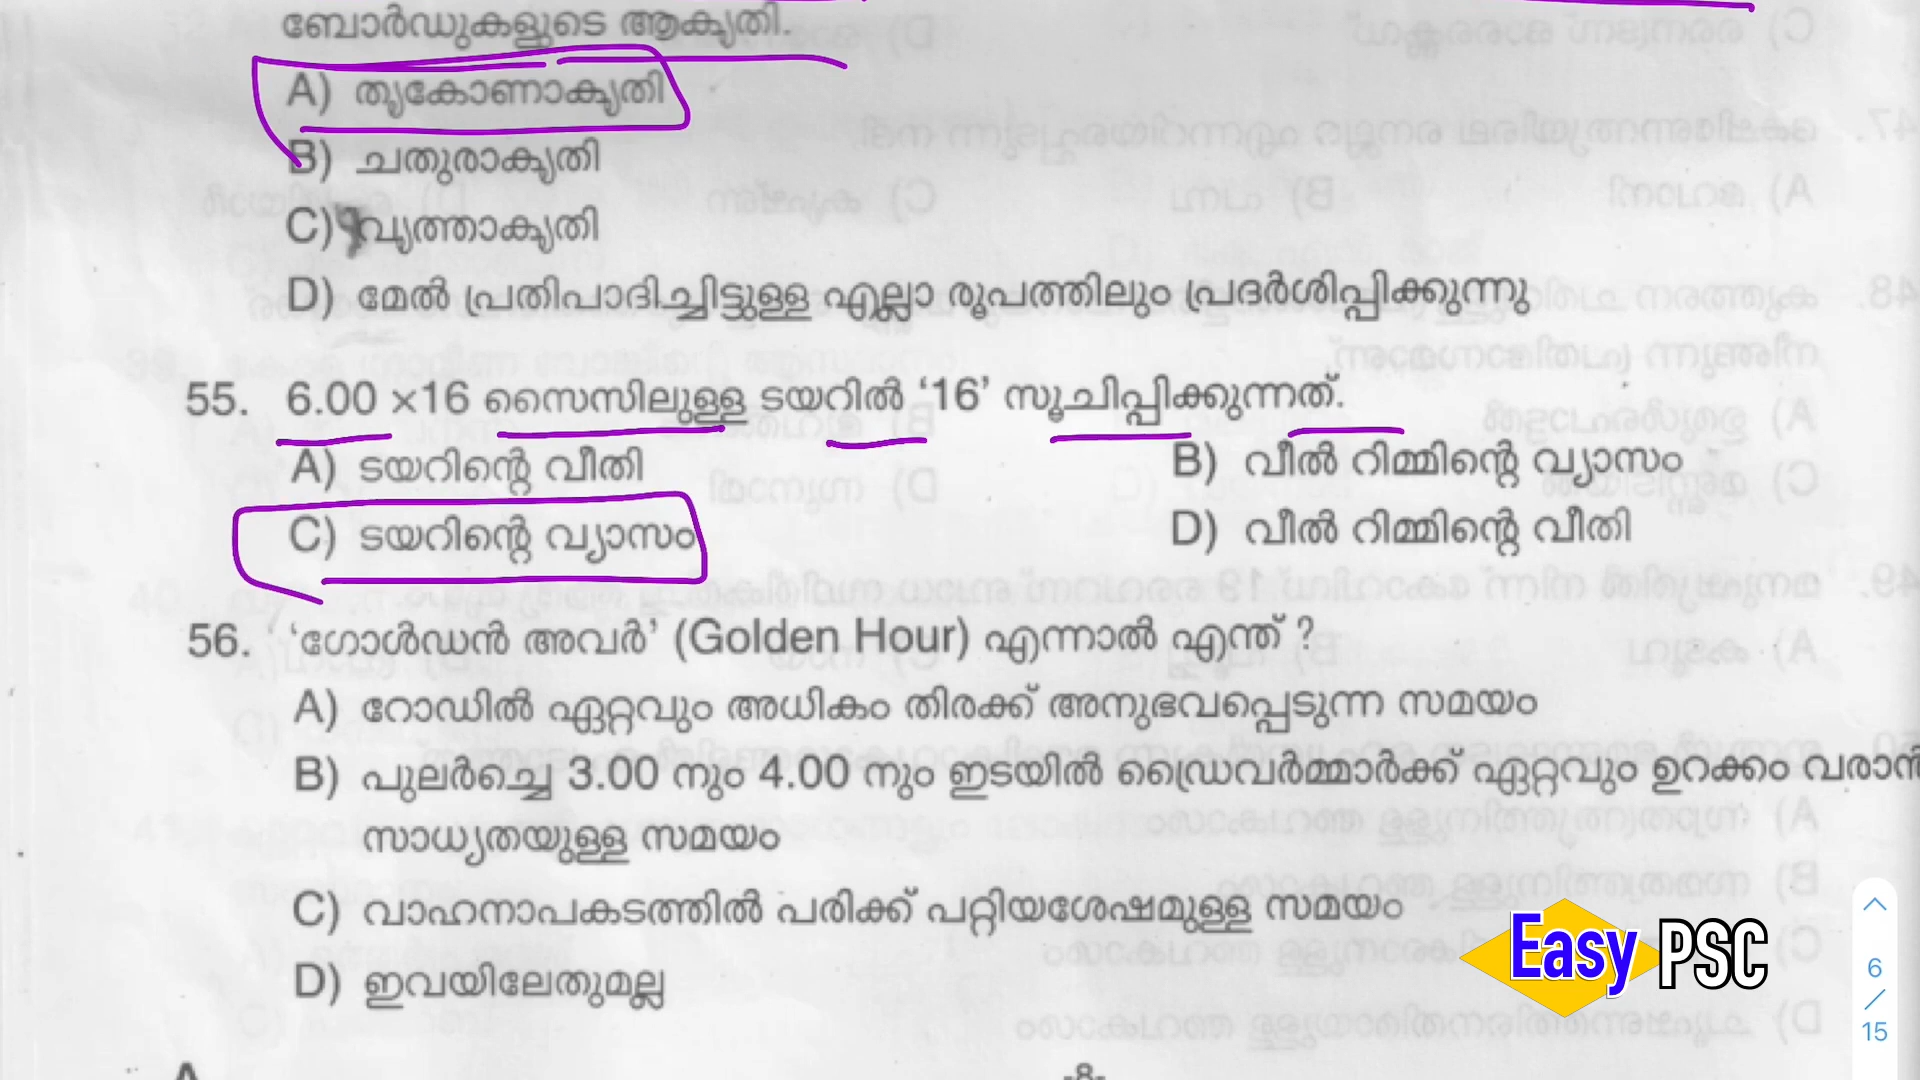 ബോർഡുകളുടെ ആകൃതി.
A) തൃകോണാകൃതി
B) ചതുരാകൃതി
C) വൃത്താകൃതി
D) മേൽ പ്രതിപാദിച്ചിട്ടുള്ള എല്ലാ രൂപത്തിലും പ്രദർശിപ്പിക്കുന്നു
55. 6.00 ×16 സൈസിലുള്ള ടയറിൽ ‘16’ സൂചിപ്പിക്കുന്നത്.
A) ടയറിന്റെ വീതി B) വീൽ റിമ്മിന്റെ വ്യാസം
C) ടയറിന്റെ വ്യാസം D) വീൽ റിമ്മിന്റെ വീതി
56. ‘ഗോൾഡൻ അവർ’ (Golden Hour) എന്നാൽ എന്ത് ?
A) റോഡിൽ ഏറ്റവും അധികം തിരക്ക് അനുഭവപ്പെടുന്ന സമയം
B) പുലർച്ചെ 3.00 നും 4.00 നും ഇടയിൽ ഡ്രൈവർമ്മാർക്ക് ഏറ്റവും ഉറക്കം വരാൻ
സാധ്യതയുള്ള സമയം
C) വാഹനാപകടത്തിൽ പരിക്ക് പറ്റിയശേഷമുള്ള സമയം
D) ഇവയിലേതുമല്ല
Easy PSC
6
/
15